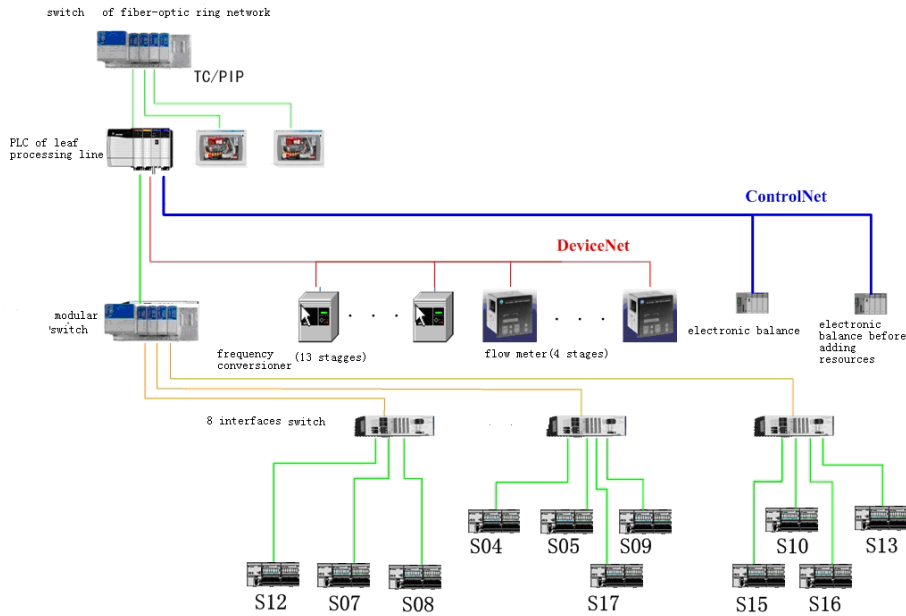 switch of fiber-optic ring network
TC/PIP
PLC of leaf
processing line
ControlNet
DeviceNet
modular
switch
frequency
conversioner
(13 stagges)
flow meter(4 stages)
electronic balance
electronic
balance before
adding
resources
8 interfaces switch
S04
S05
S09
S10
S13
S12
S07
S08
S17
S15
S16